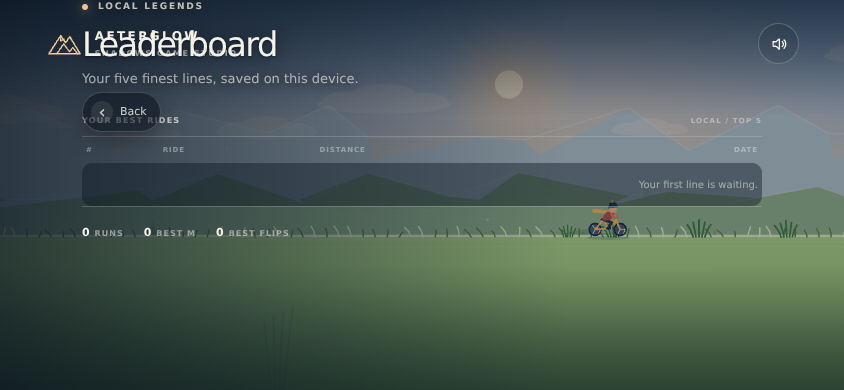 LOCAL LEGENDS
AFTERGLOW
Leaderboard
Your five finest lines, saved on this device.
Back
YOUR BEST RIDES
LOCAL / TOP 5
# RIDE DISTANCE DATE
Your first line is waiting.
0 RUNS 0 BEST M 0 BEST FLIPS